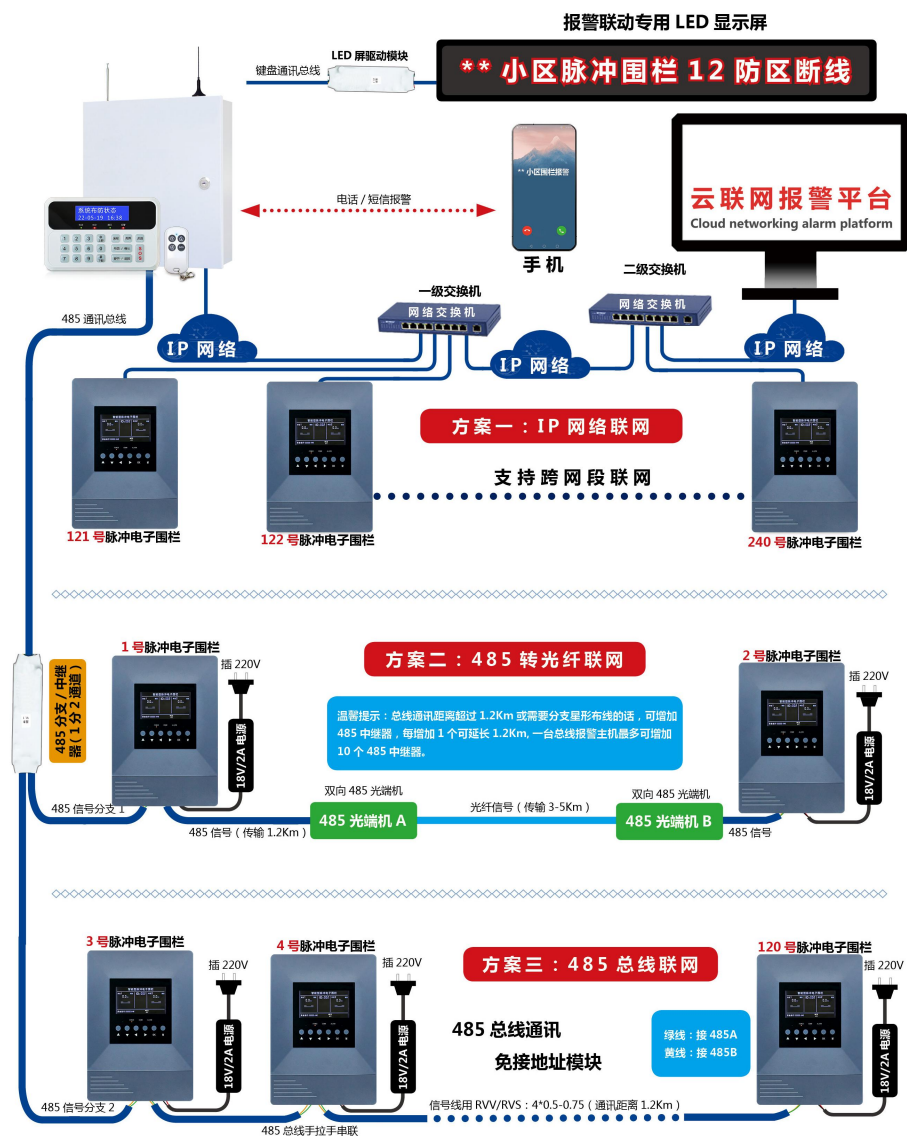 报警联动专用 LED 显示屏
LED 屏驱动模块
键盘通讯总线
** 小区脉冲围栏 12 防区断线
** 小区围栏报警
云联网报警平台
Cloud networking alarm platform
系统布防状态
22-05-19 16:38
电话 / 短信报警
手机
一级交换机
二级交换机
网络交换机
网络交换机
485 通讯总线
IP 网络
IP 网络
IP 网络
方案一：IP 网络联网
支持跨网段联网
121 号脉冲电子围栏
122 号脉冲电子围栏
240 号脉冲电子围栏
1 号脉冲电子围栏
插 220V
方案二：485 转光纤联网
2 号脉冲电子围栏
插 220V
485 分支 / 中继
器（1 分 2 通道）
18V/2A 电源
温馨提示：总线通讯距离超过 1.2Km 或需要分支星形布线的话，可增加
485 中继器，每增加 1 个可延长 1.2Km, 一台总线报警主机最多可增加
10 个 485 中继器。
18V/2A 电源
485 信号分支 1
485 信号（传输 1.2Km）
双向 485 光端机
485 光端机 A
光纤信号（传输 3-5Km）
双向 485 光端机
485 光端机 B
485 信号
3 号脉冲电子围栏
插 220V
4 号脉冲电子围栏
插 220V
方案三：485 总线联网
120 号脉冲电子围栏
插 220V
18V/2A 电源
18V/2A 电源
485 总线通讯
免接地址模块
绿线：接 485A
黄线：接 485B
18V/2A 电源
485 信号分支 2
485 总线手拉手串联
信号线用 RVV/RVS：4*0.5-0.75（通讯距离 1.2Km）